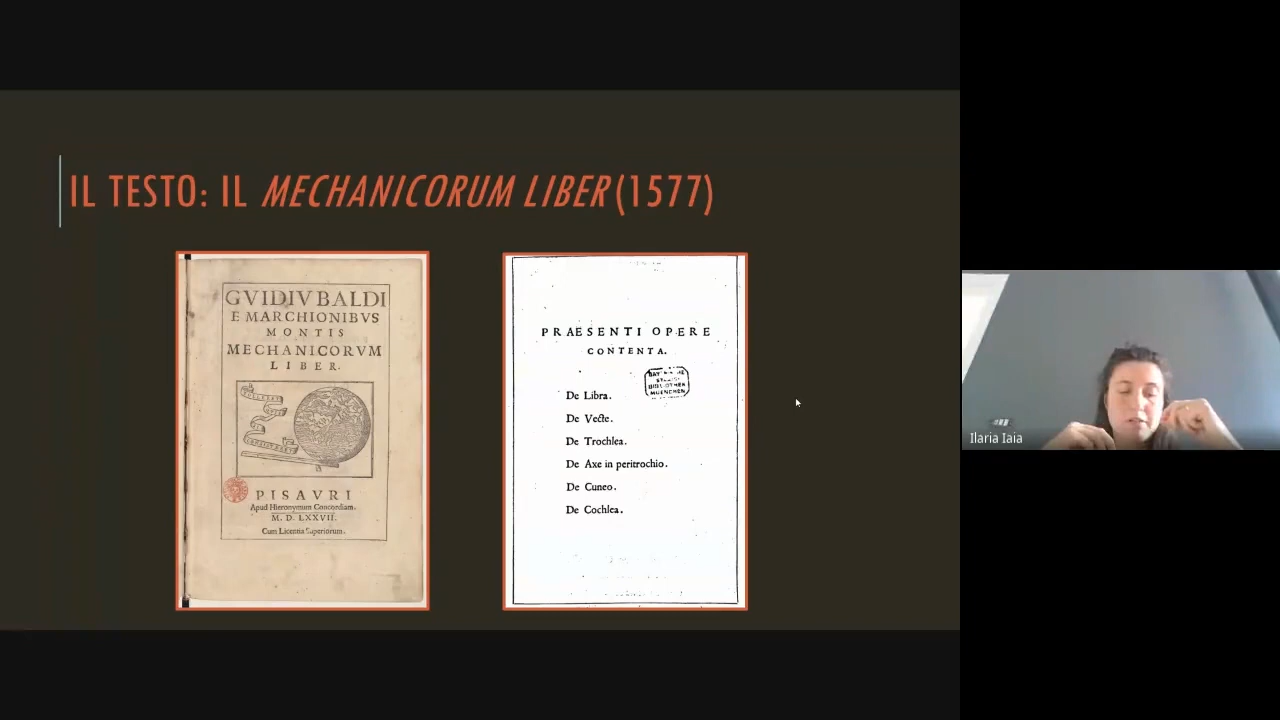 IL TESTO: IL MECHANICORUM LIBER (1577)
GVIDIVBALDI
E MARCHIONIBVS
MONTIS
MECHANICORVM
LIBER.
PISAVRI
Apud Hieronymum Concordiam.
M. D. LXXVII.
Cum Licentia Superiorum.
PRAESENTI OPERE
CONTENTA.
De Libra.
De Vecte.
De Trochlea.
De Axe in peritrochio.
De Cuneo.
De Cochlea.
Ilaria Iaia